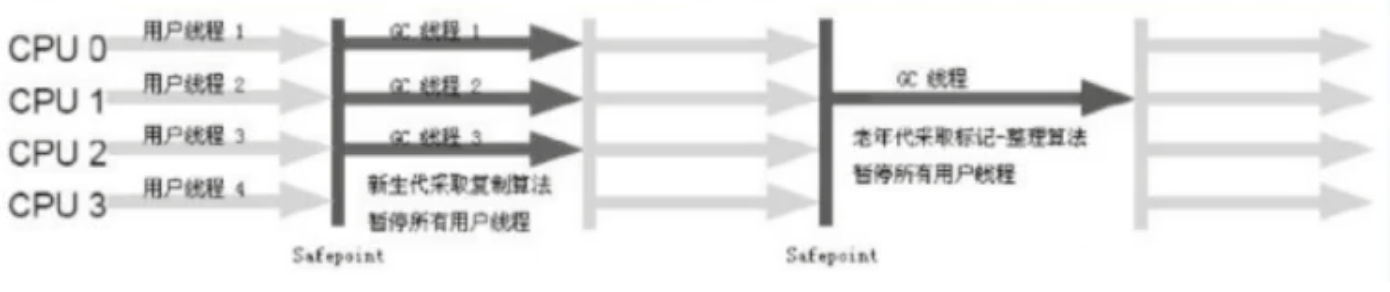 CPU 0 用户线程 1 GC 线程 1
CPU 1 用户线程 2 GC 线程 2 GC 线程
CPU 2 用户线程 3 GC 线程 3 老年代采取标记-整理算法
CPU 3 用户线程 4 新生代采取复制算法 暂停所有用户线程
暂停所有用户线程
Safepoint Safepoint